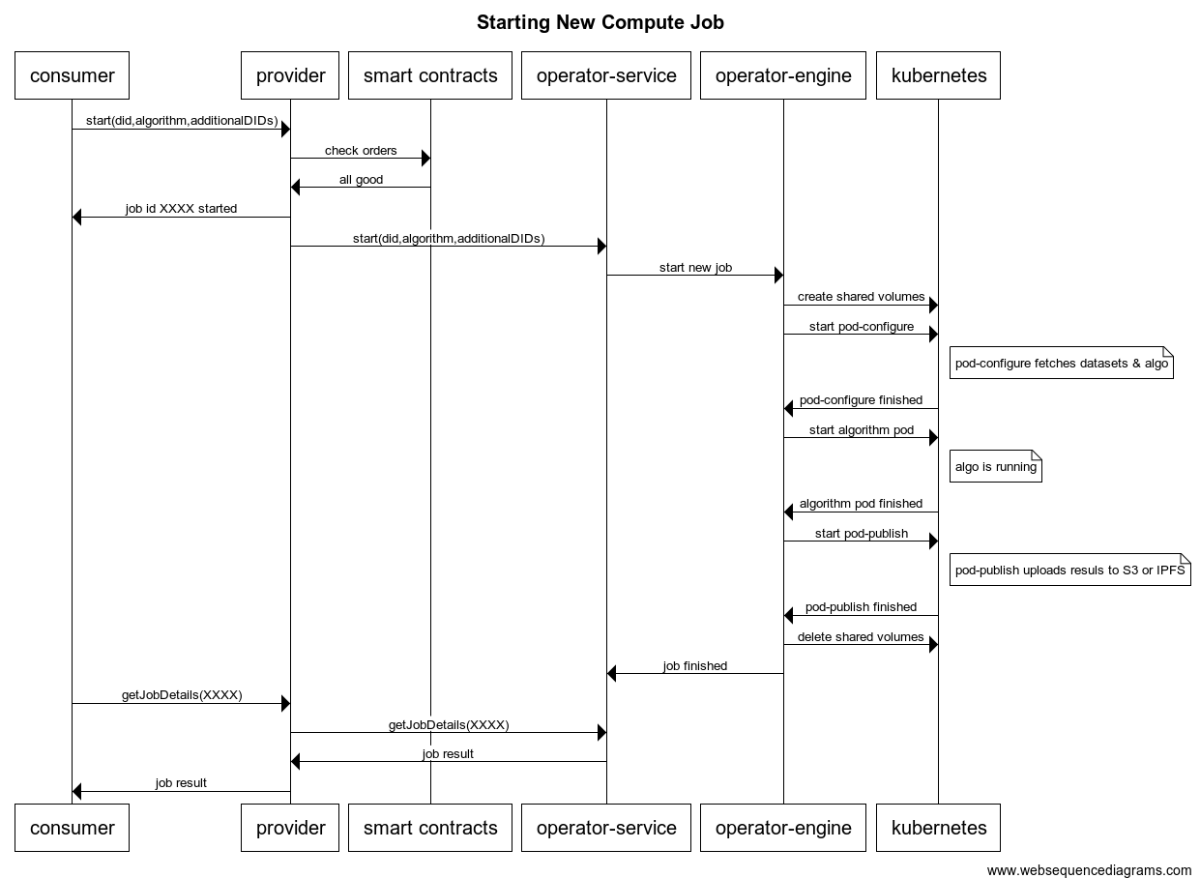 Starting New Compute Job
consumer provider smart contracts operator-service operator-engine kubernetes
start(did,algorithm,additionalDIDs)
check orders
all good
job id XXXX started
start(did,algorithm,additionalDIDs)
start new job
create shared volumes
start pod-configure
pod-configure fetches datasets & algo
pod-configure finished
start algorithm pod
algo is running
algorithm pod finished
start pod-publish
pod-publish uploads resuls to S3 or IPFS
pod-publish finished
delete shared volumes
job finished
getJobDetails(XXXX)
getJobDetails(XXXX)
job result
job result
consumer provider smart contracts operator-service operator-engine kubernetes
www.websequencediagrams.com